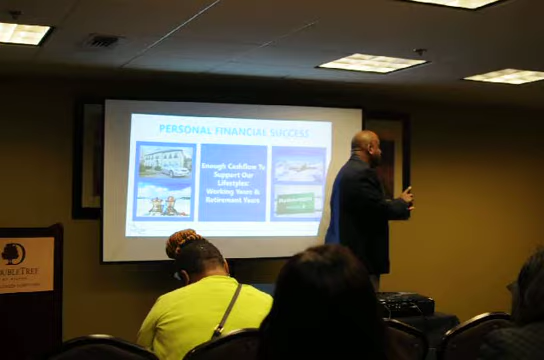 PERSONAL FINANCIAL SUCCESS
Enough Cashflow To
Support Our
Lifestyles:
Working Years &
Retirement Years
DOUBLETREE